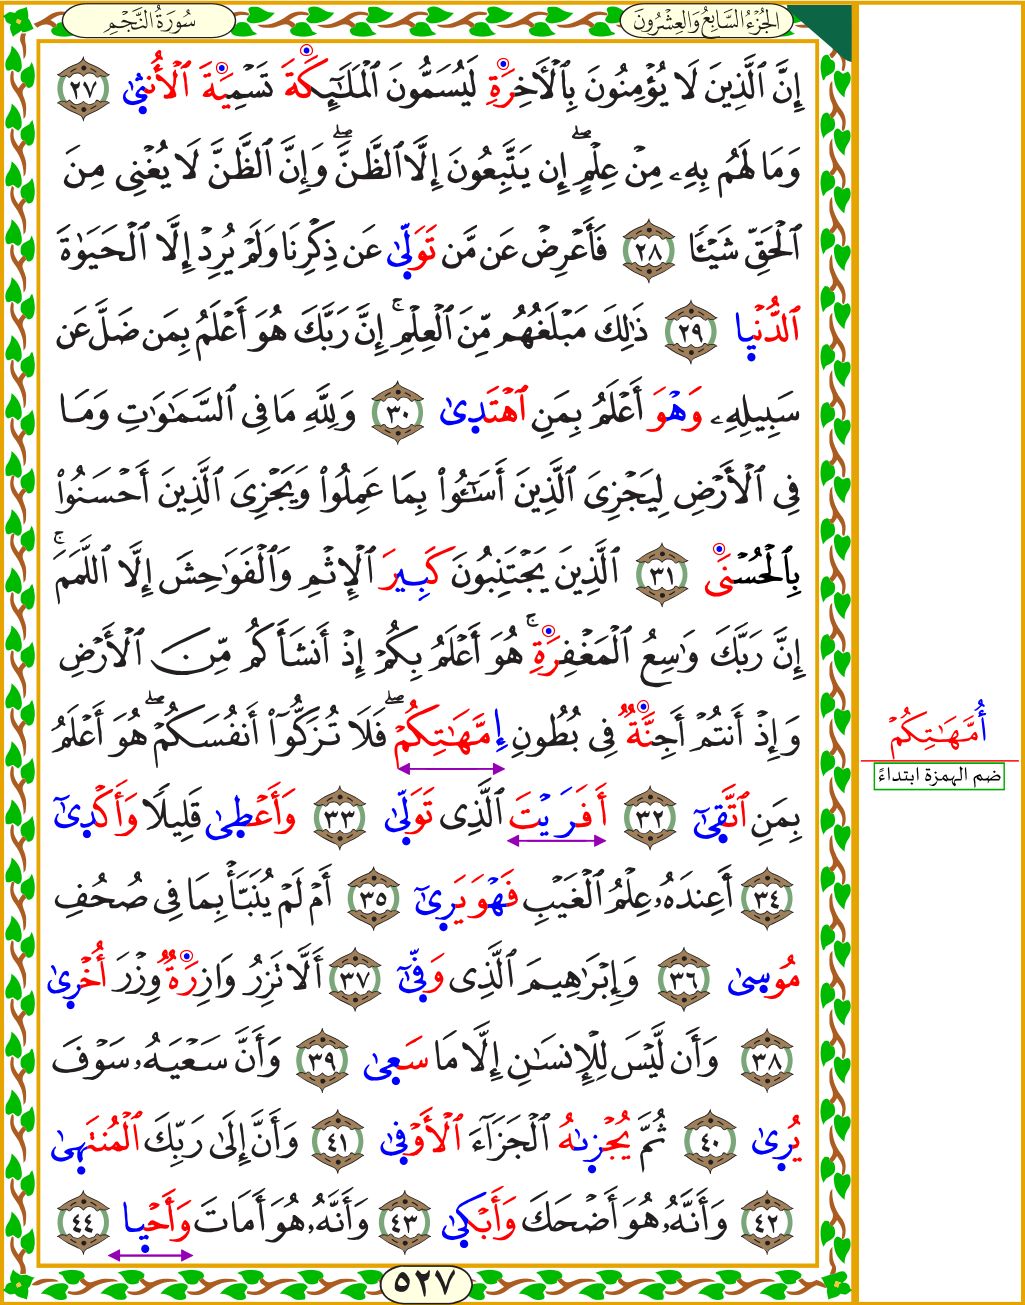 الجُزْءُ السَّابِعُ وَالعِشْرُونَ
سُورَةُ النَّجْمِ
إِنَّ ٱلَّذِينَ لَا يُؤْمِنُونَ بِٱلْأَخِرَةِ لَيُسَمُّونَ ٱلْمَلَٰٓئِكَةَ تَسْمِيَةَ ٱلْأُنثَىٰ ٢٧
وَمَا لَهُم بِهِۦ مِنْ عِلْمٍ ۖ إِن يَتَّبِعُونَ إِلَّا ٱلظَّنَّ ۖ وَإِنَّ ٱلظَّنَّ لَا يُغْنِى مِنَ
ٱلْحَقِّ شَيْـًٔا ٢٨ فَأَعْرِضْ عَن مَّن تَوَلَّىٰ عَن ذِكْرِنَا وَلَمْ يُرِدْ إِلَّا ٱلْحَيَوٰةَ
ٱلدُّنْيَا ٢٩ ذَٰلِكَ مَبْلَغُهُم مِّنَ ٱلْعِلْمِ ۚ إِنَّ رَبَّكَ هُوَ أَعْلَمُ بِمَن ضَلَّ عَن
سَبِيلِهِۦ وَهْوَ أَعْلَمُ بِمَنِ ٱهْتَدَىٰ ٣٠ وَلِلَّهِ مَا فِى ٱلسَّمَٰوَٰتِ وَمَا
فِى ٱلْأَرْضِ لِيَجْزِىَ ٱلَّذِينَ أَسَٰٓـُٔوا۟ بِمَا عَمِلُوا۟ وَيَجْزِىَ ٱلَّذِينَ أَحْسَنُوا۟
بِٱلْحُسْنَى ٣١ ٱلَّذِينَ يَجْتَنِبُونَ كَبِيرَ ٱلْإِثْمِ وَٱلْفَوَٰحِشَ إِلَّا ٱللَّمَمَ ۚ
إِنَّ رَبَّكَ وَٰسِعُ ٱلْمَغْفِرَةِ ۚ هُوَ أَعْلَمُ بِكُمْ إِذْ أَنشَأَكُم مِّنَ ٱلْأَرْضِ
وَإِذْ أَنتُمْ أَجِنَّةٌ فِى بُطُونِ إِمَّهَٰتِكُمْ ۖ فَلَا تُزَكُّوٓا۟ أَنفُسَكُمْ ۖ هُوَ أَعْلَمُ
أُمَّهَٰتِكُمْ
ضم الهمزة ابتداءً
بِمَنِ ٱتَّقَىٰٓ ٣٢ أَفَرَيْتَ ٱلَّذِى تَوَلَّىٰ ٣٣ وَأَعْطَىٰ قَلِيلًا وَأَكْدَىٰٓ
٣٤ أَعِندَهُۥ عِلْمُ ٱلْغَيْبِ فَهْوَ يَرَىٰٓ ٣٥ أَمْ لَمْ يُنَبَّأْ بِمَا فِى صُحُفِ
مُوسَىٰ ٣٦ وَإِبْرَٰهِيمَ ٱلَّذِى وَفَّىٰٓ ٣٧ أَلَّا تَزِرُ وَازِرَةٌ وِزْرَ أُخْرَىٰ
٣٨ وَأَن لَّيْسَ لِلْإِنسَٰنِ إِلَّا مَا سَعَىٰ ٣٩ وَأَنَّ سَعْيَهُۥ سَوْفَ
يُرَىٰ ٤٠ ثُمَّ يُجْزَىٰهُ ٱلْجَزَآءَ ٱلْأَوْفَىٰ ٤١ وَأَنَّ إِلَىٰ رَبِّكَ ٱلْمُنتَهَىٰ
٤٢ وَأَنَّهُۥ هُوَ أَضْحَكَ وَأَبْكَىٰ ٤٣ وَأَنَّهُۥ هُوَ أَمَاتَ وَأَحْيَا ٤٤
٥٢٧